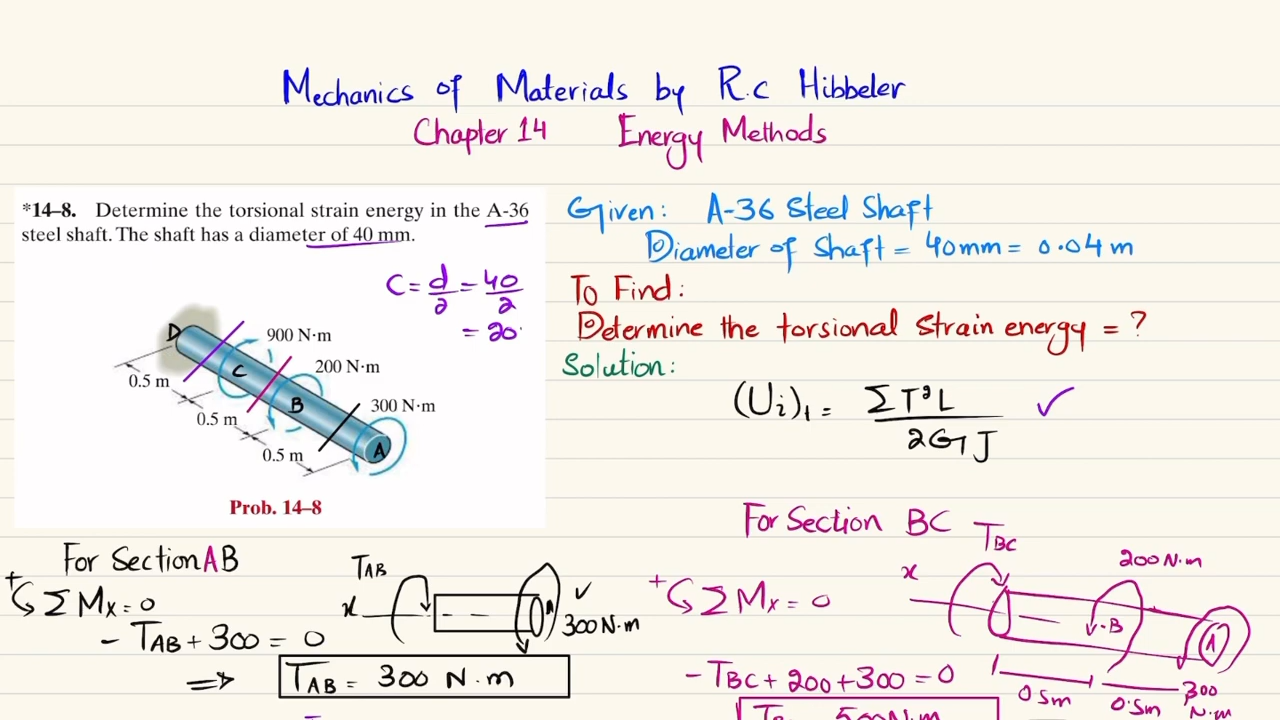 Mechanics of Materials by R.C Hibbeler
Chapter 14 Energy Methods
*14–8. Determine the torsional strain energy in the A-36
steel shaft. The shaft has a diameter of 40 mm.
C = d/2 = 40/2
= 20
D
900 N·m
C
200 N·m
0.5 m
B
300 N·m
0.5 m
A
0.5 m
Prob. 14–8
Given: A-36 Steel Shaft
Diameter of Shaft = 40mm = 0.04 m
To Find:
Determine the torsional Strain energy = ?
Solution:
(Ui)t = ΣT²L / 2GJ ✓
For Section AB
+↺ ΣMx = 0
- TAB + 300 = 0
⇒ TAB = 300 N.m
TAB
x
A
✓
300 N.m
For Section BC
+↺ ΣMx = 0
- TBC + 200 + 300 = 0
500 N.m
TBC
200 N.m
x
B
A
0.5m
0.5m
300
N.m